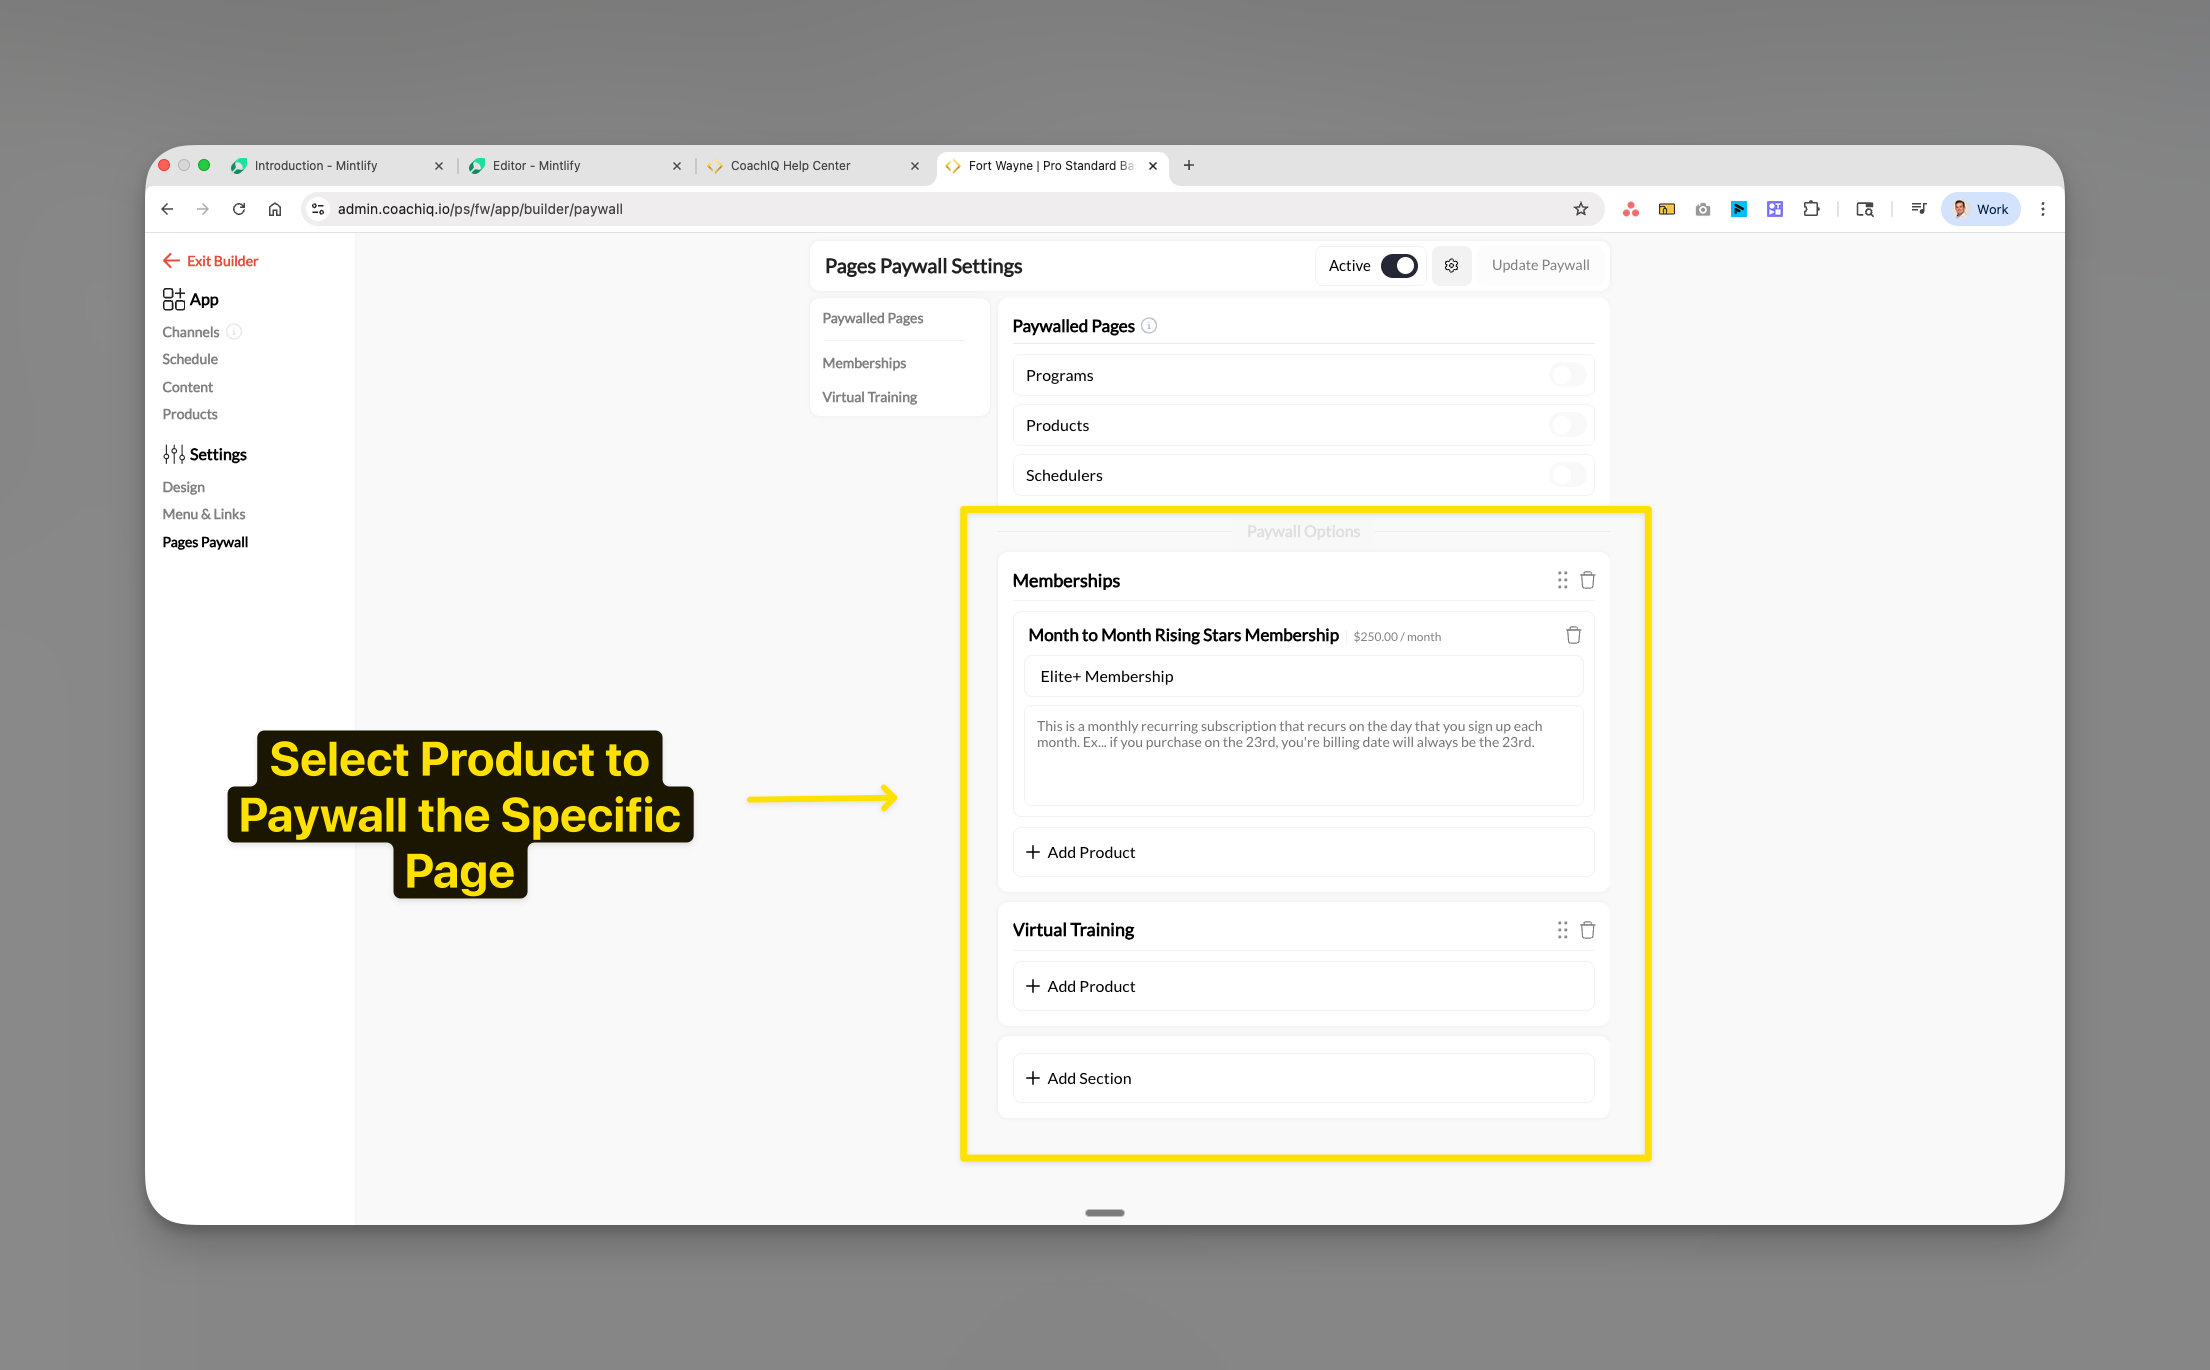 Introduction - Mintlify
Editor - Mintlify
CoachIQ Help Center
Fort Wayne | Pro Standard Ba
admin.coachiq.io/ps/fw/app/builder/paywall
Work
Exit Builder
App
Channels
Schedule
Content
Products
Settings
Design
Menu & Links
Pages Paywall
Pages Paywall Settings
Active
Update Paywall
Paywalled Pages
Memberships
Virtual Training
Paywalled Pages
Programs
Products
Schedulers
Paywall Options
Memberships
Month to Month Rising Stars Membership
$250.00 / month
Elite+ Membership
This is a monthly recurring subscription that recurs on the day that you sign up each
month. Ex... if you purchase on the 23rd, you're billing date will always be the 23rd.
+ Add Product
Virtual Training
+ Add Product
+ Add Section
Select Product to
Paywall the Specific
Page